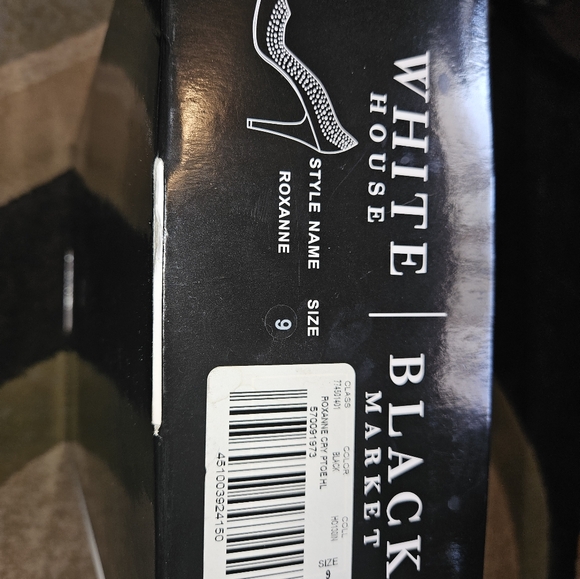 WHITE | BLACK
HOUSE MARKET
STYLE NAME SIZE
ROXANNE 9
CLASS COLOR COLL SIZE
BLACK 9
ROXANNE CRY PTOE HL
570091973
451003924150